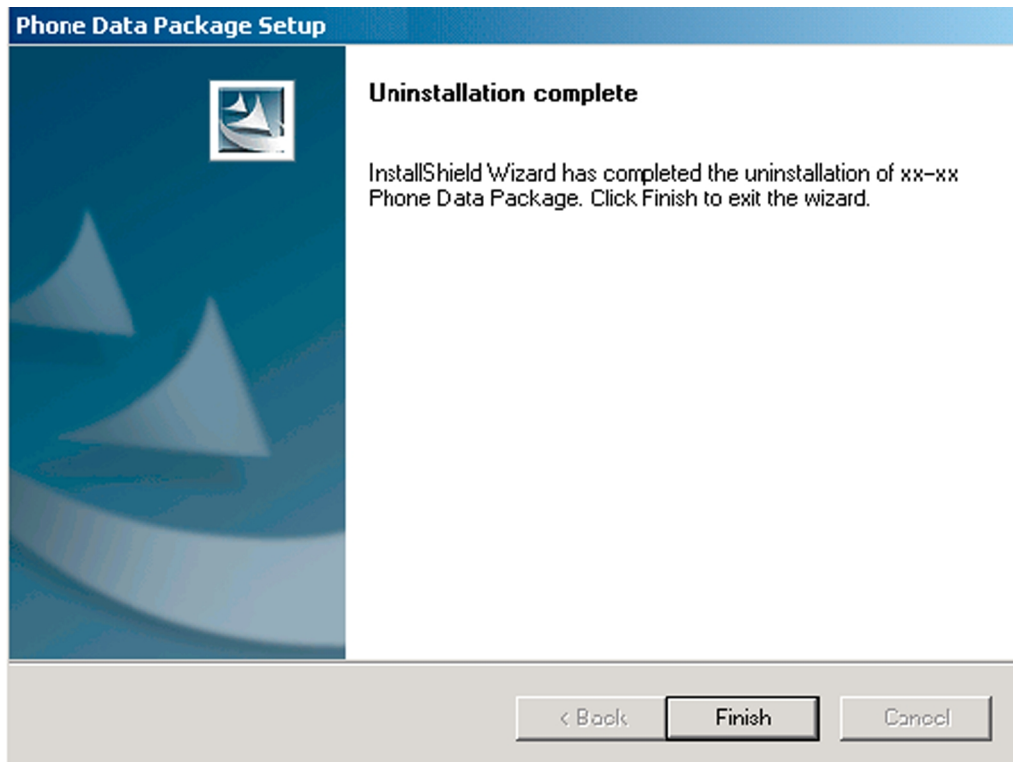 Phone Data Package Setup
Uninstallation complete
InstallShield Wizard has completed the uninstallation of xx-xx
Phone Data Package. Click Finish to exit the wizard.
< Back
Finish
Cancel